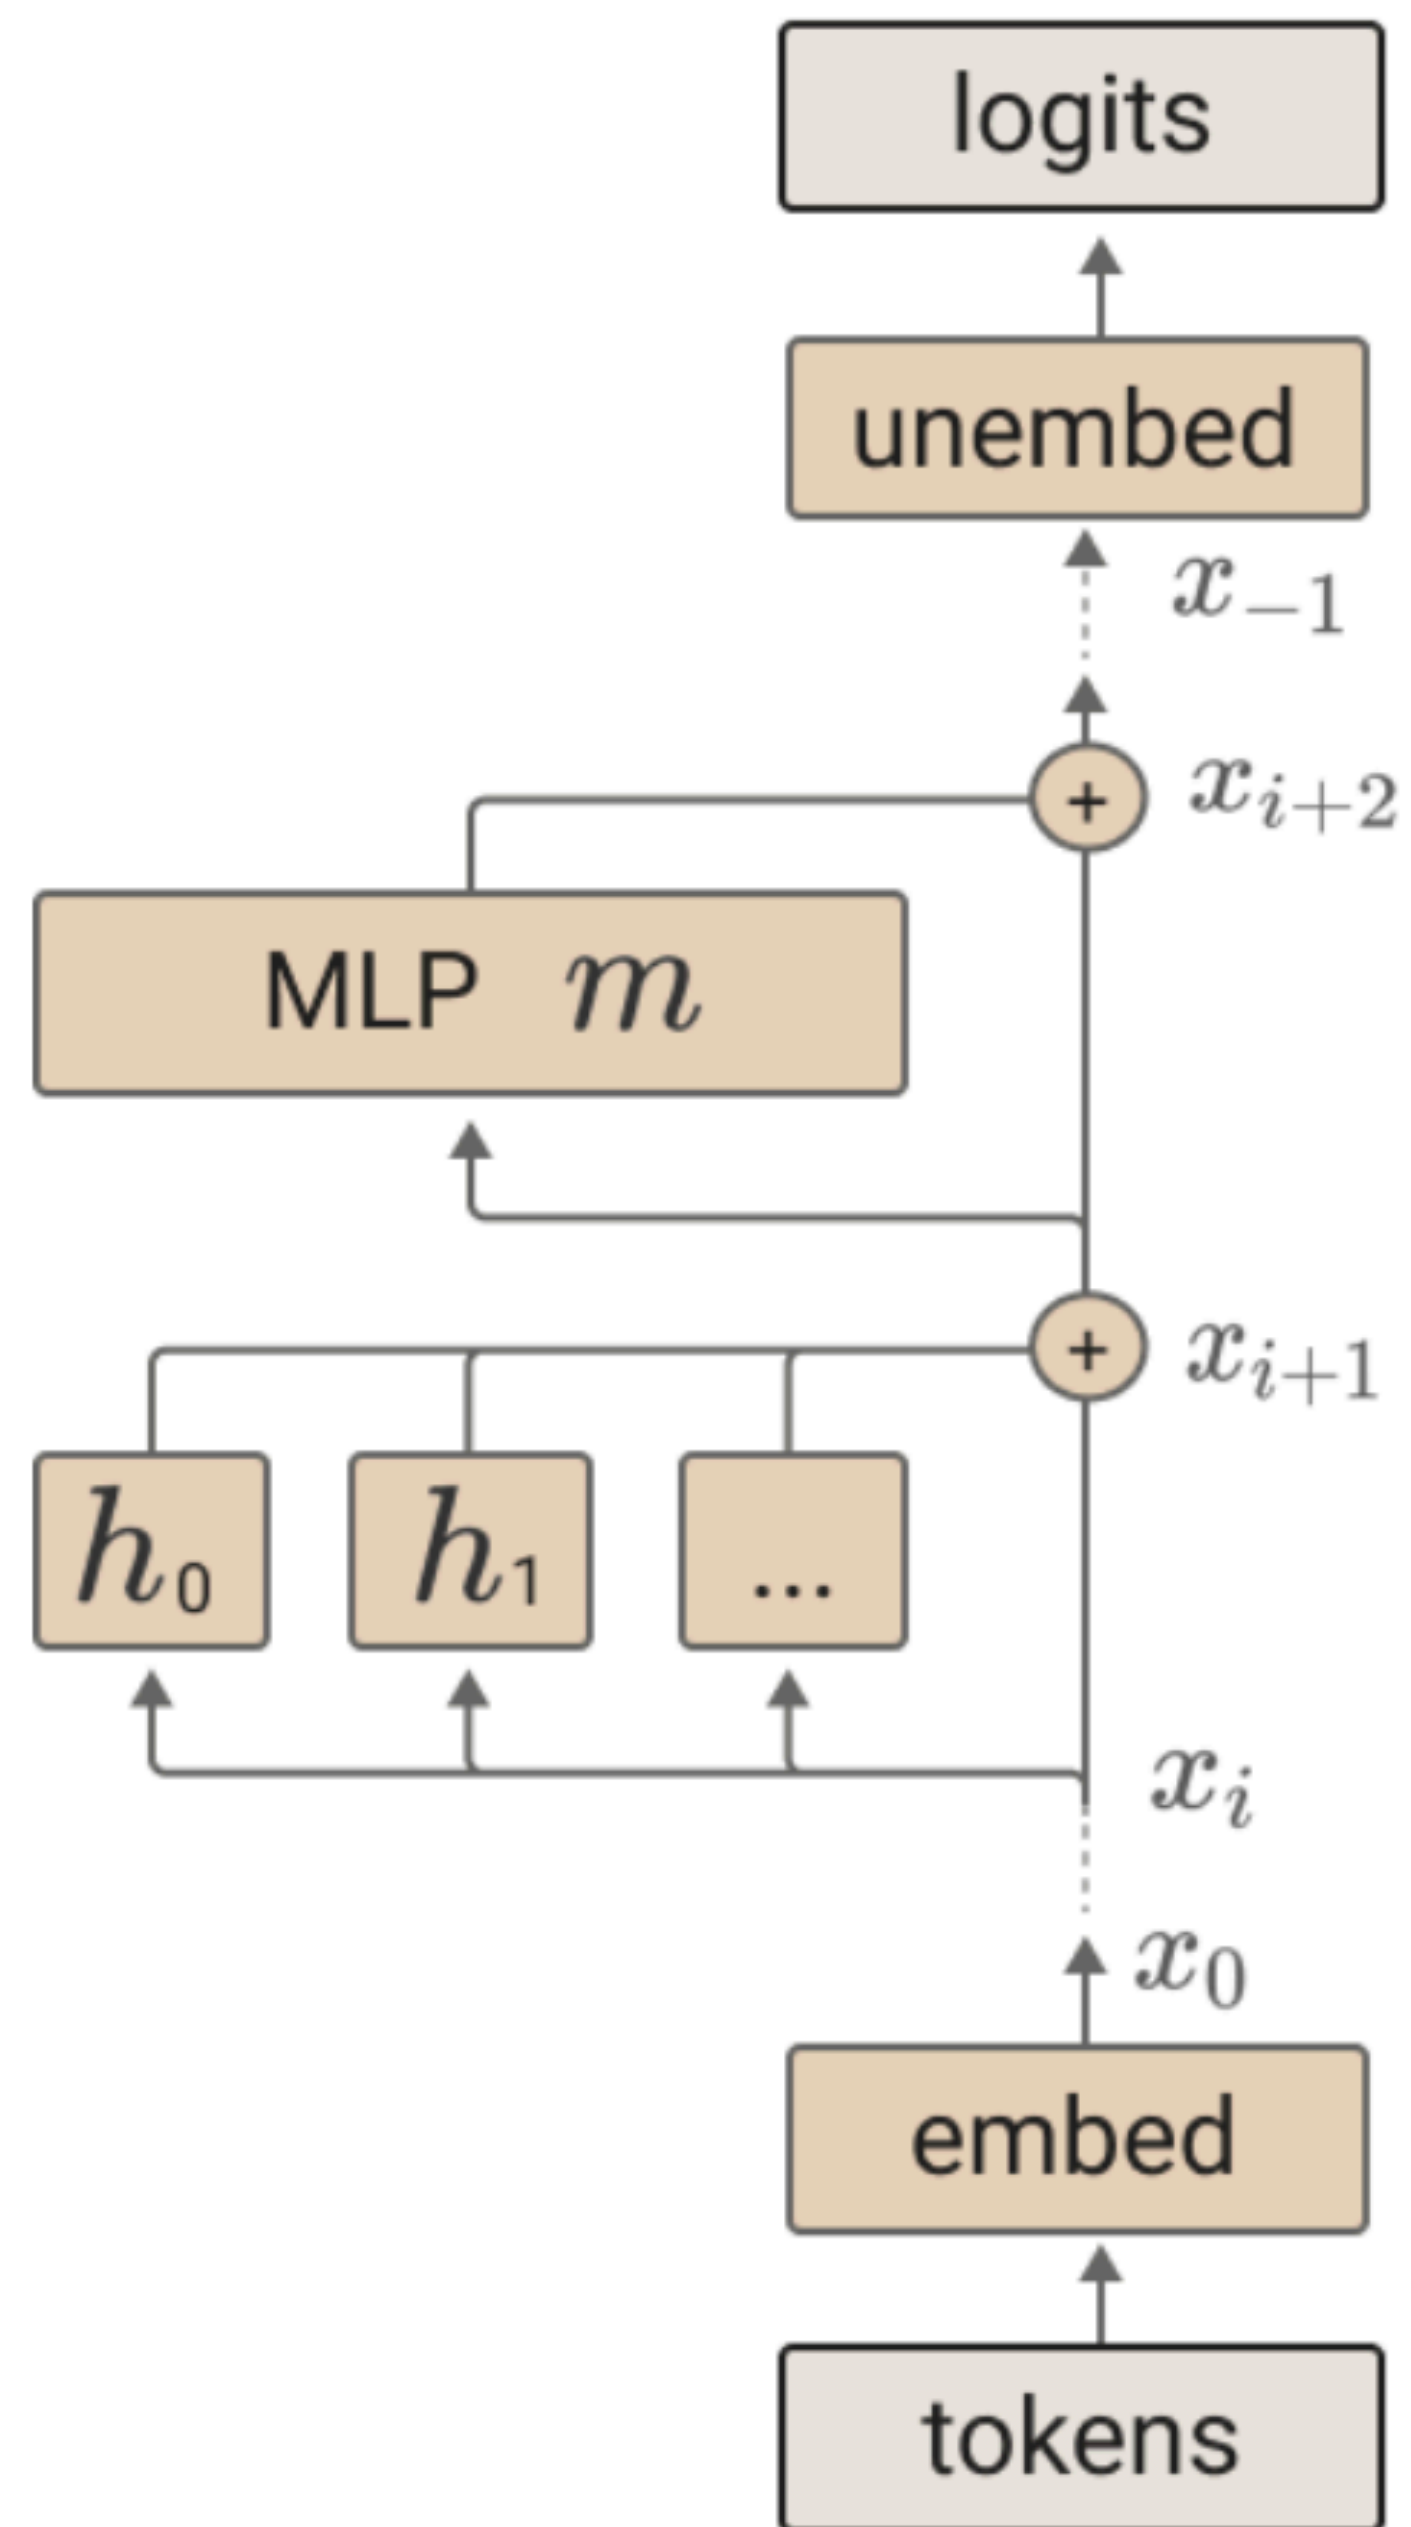 logits
unembed
x₋₁
+ xᵢ₊₂
MLP m
+ xᵢ₊₁
h₀ h₁ ...
xᵢ
x₀
embed
tokens